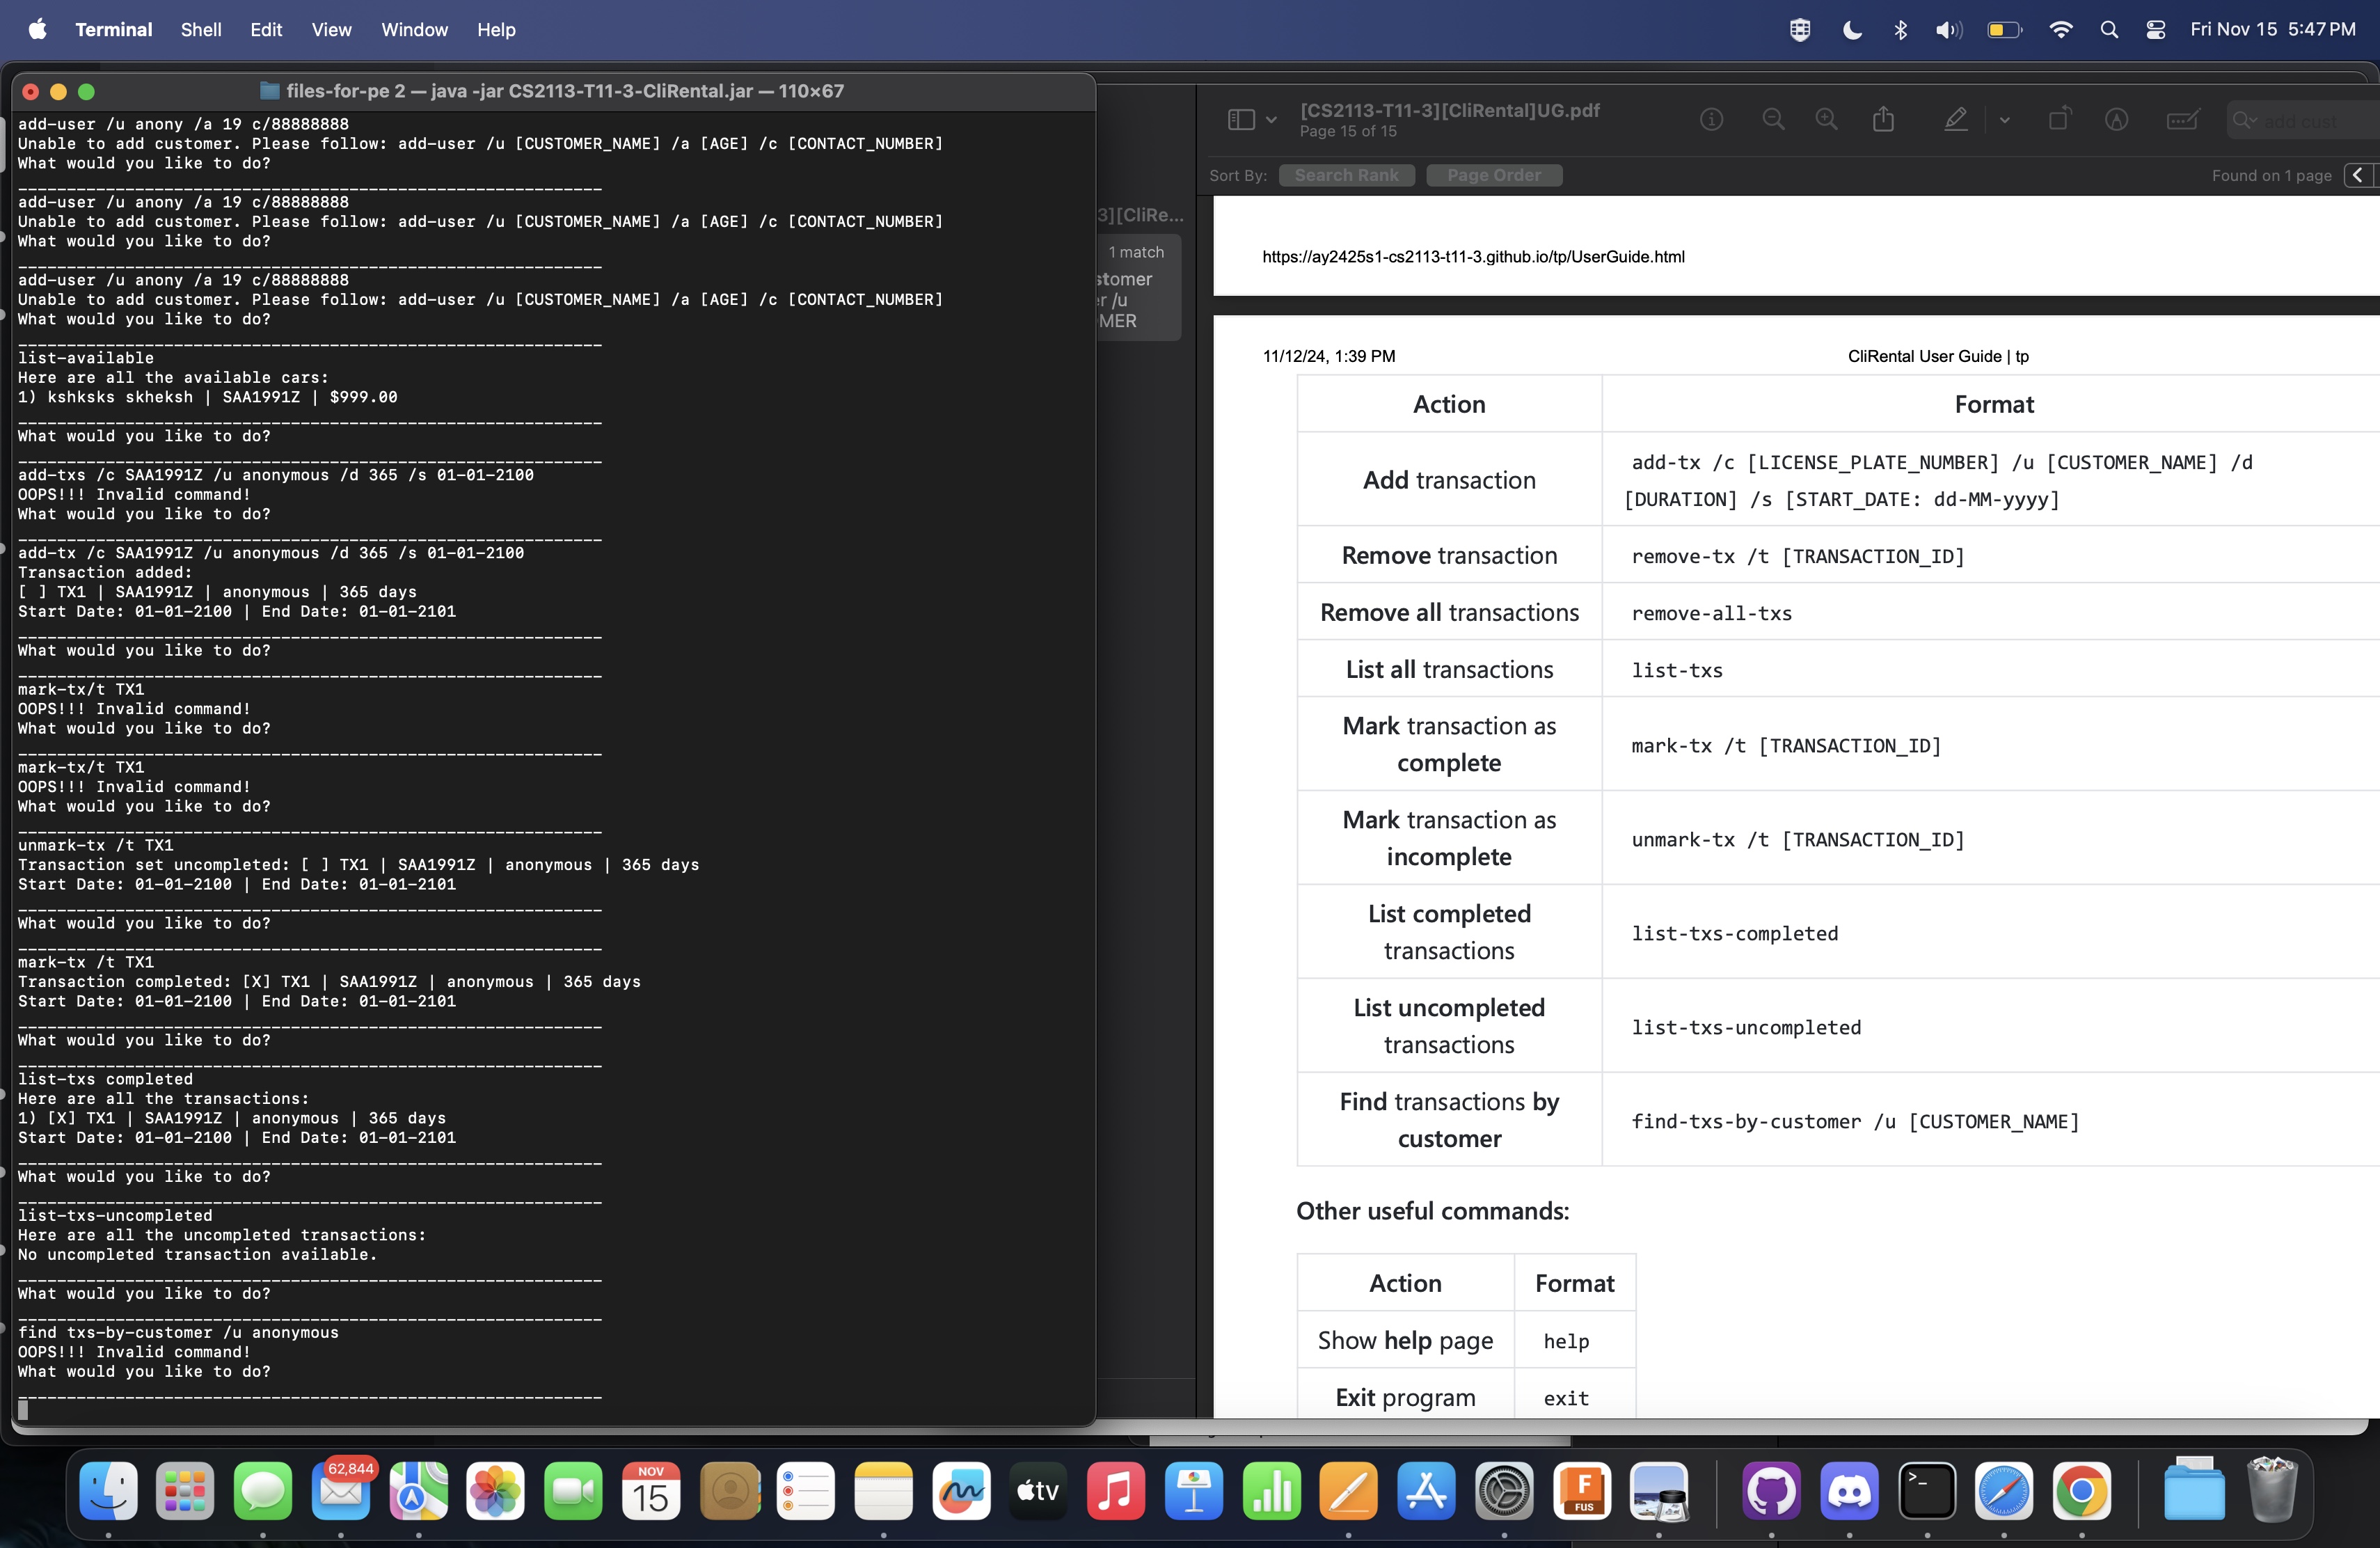 Terminal Shell Edit View Window Help
Fri Nov 15 5:47 PM
files-for-pe 2 — java -jar CS2113-T11-3-CliRental.jar — 110×67
add-user /u anony /a 19 c/88888888
Unable to add customer. Please follow: add-user /u [CUSTOMER_NAME] /a [AGE] /c [CONTACT_NUMBER]
What would you like to do?
____________________________________________________________
add-user /u anony /a 19 c/88888888
Unable to add customer. Please follow: add-user /u [CUSTOMER_NAME] /a [AGE] /c [CONTACT_NUMBER]
What would you like to do?
____________________________________________________________
add-user /u anony /a 19 c/88888888
Unable to add customer. Please follow: add-user /u [CUSTOMER_NAME] /a [AGE] /c [CONTACT_NUMBER]
What would you like to do?
____________________________________________________________
list-available
Here are all the available cars:
1) kshksks skheksh | SAA1991Z | $999.00
____________________________________________________________
What would you like to do?
____________________________________________________________
add-txs /c SAA1991Z /u anonymous /d 365 /s 01-01-2100
OOPS!!! Invalid command!
What would you like to do?
____________________________________________________________
add-tx /c SAA1991Z /u anonymous /d 365 /s 01-01-2100
Transaction added:
[ ] TX1 | SAA1991Z | anonymous | 365 days
Start Date: 01-01-2100 | End Date: 01-01-2101
____________________________________________________________
What would you like to do?
____________________________________________________________
mark-tx/t TX1
OOPS!!! Invalid command!
What would you like to do?
____________________________________________________________
mark-tx/t TX1
OOPS!!! Invalid command!
What would you like to do?
____________________________________________________________
unmark-tx /t TX1
Transaction set uncompleted: [ ] TX1 | SAA1991Z | anonymous | 365 days
Start Date: 01-01-2100 | End Date: 01-01-2101
____________________________________________________________
What would you like to do?
____________________________________________________________
mark-tx /t TX1
Transaction completed: [X] TX1 | SAA1991Z | anonymous | 365 days
Start Date: 01-01-2100 | End Date: 01-01-2101
____________________________________________________________
What would you like to do?
____________________________________________________________
list-txs completed
Here are all the transactions:
1) [X] TX1 | SAA1991Z | anonymous | 365 days
Start Date: 01-01-2100 | End Date: 01-01-2101
____________________________________________________________
What would you like to do?
____________________________________________________________
list-txs-uncompleted
Here are all the uncompleted transactions:
No uncompleted transaction available.
____________________________________________________________
What would you like to do?
____________________________________________________________
find txs-by-customer /u anonymous
OOPS!!! Invalid command!
What would you like to do?
____________________________________________________________
3][CliRe...
1 match
stomer
er /u
MER
[CS2113-T11-3][CliRental]UG.pdf
Page 15 of 15
add cust
Sort By: Search Rank Page Order
Found on 1 page
https://ay2425s1-cs2113-t11-3.github.io/tp/UserGuide.html
11/12/24, 1:39 PM
CliRental User Guide | tp
Action Format
Add transaction
add-tx /c [LICENSE_PLATE_NUMBER] /u [CUSTOMER_NAME] /d
[DURATION] /s [START_DATE: dd-MM-yyyy]
Remove transaction remove-tx /t [TRANSACTION_ID]
Remove all transactions remove-all-txs
List all transactions list-txs
Mark transaction as
complete
mark-tx /t [TRANSACTION_ID]
Mark transaction as
incomplete
unmark-tx /t [TRANSACTION_ID]
List completed
transactions
list-txs-completed
List uncompleted
transactions
list-txs-uncompleted
Find transactions by
customer
find-txs-by-customer /u [CUSTOMER_NAME]
Other useful commands:
Action Format
Show help page help
Exit program exit
62,844
NOV
15
tv
F
FUS
>_